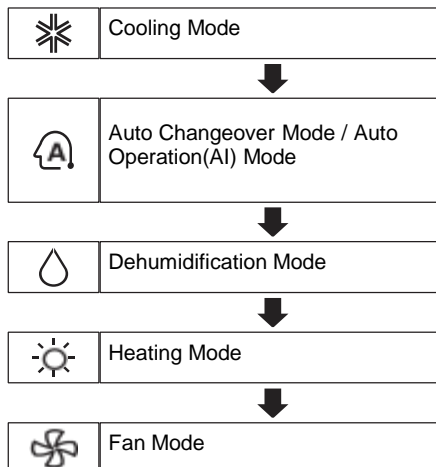 Cooling Mode
A
Auto Changeover Mode / Auto
Operation(AI) Mode
Dehumidification Mode
Heating Mode
Fan Mode